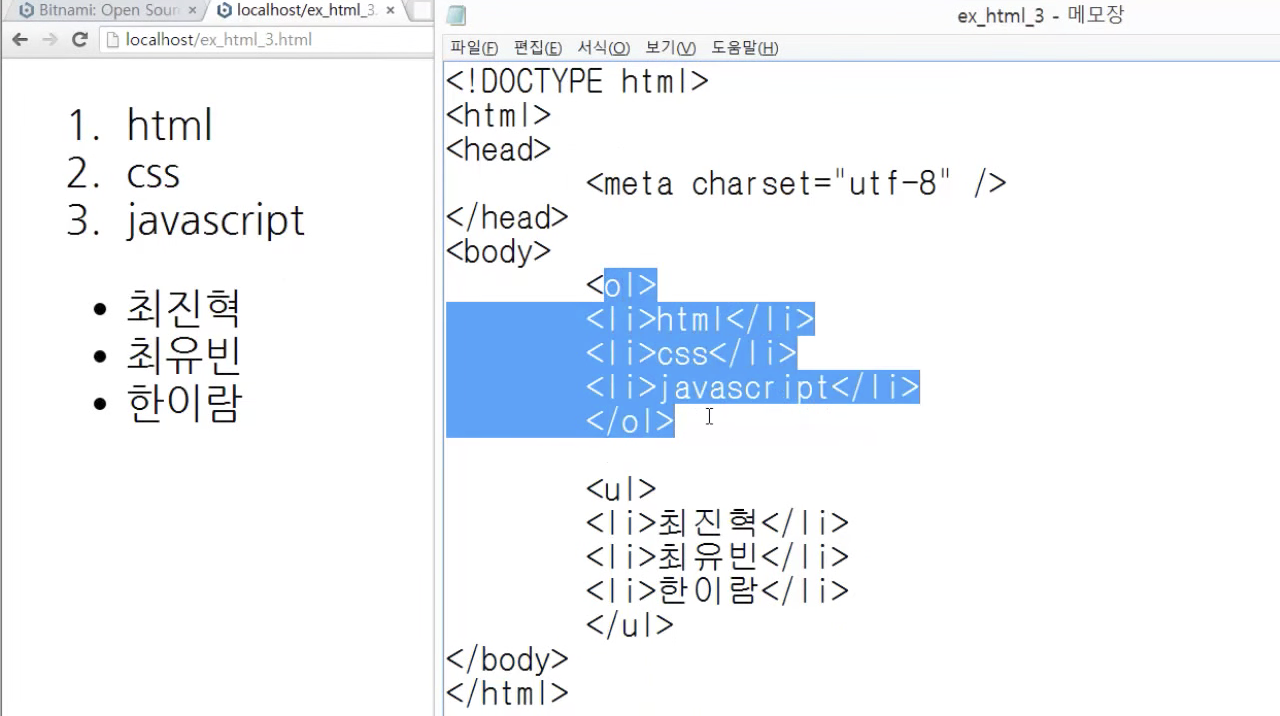 Bitnami: Open Sour
localhost/ex_html_3.
localhost/ex_html_3.html
1. html
2. css
3. javascript
• 최진혁
• 최유빈
• 한이람
ex_html_3 - 메모장
파일(F) 편집(E) 서식(O) 보기(V) 도움말(H)
<!DOCTYPE html>
<html>
<head>
<meta charset="utf-8" />
</head>
<body>
<ol>
<li>html</li>
<li>css</li>
<li>javascript</li>
</ol>
<ul>
<li>최진혁</li>
<li>최유빈</li>
<li>한이람</li>
</ul>
</body>
</html>